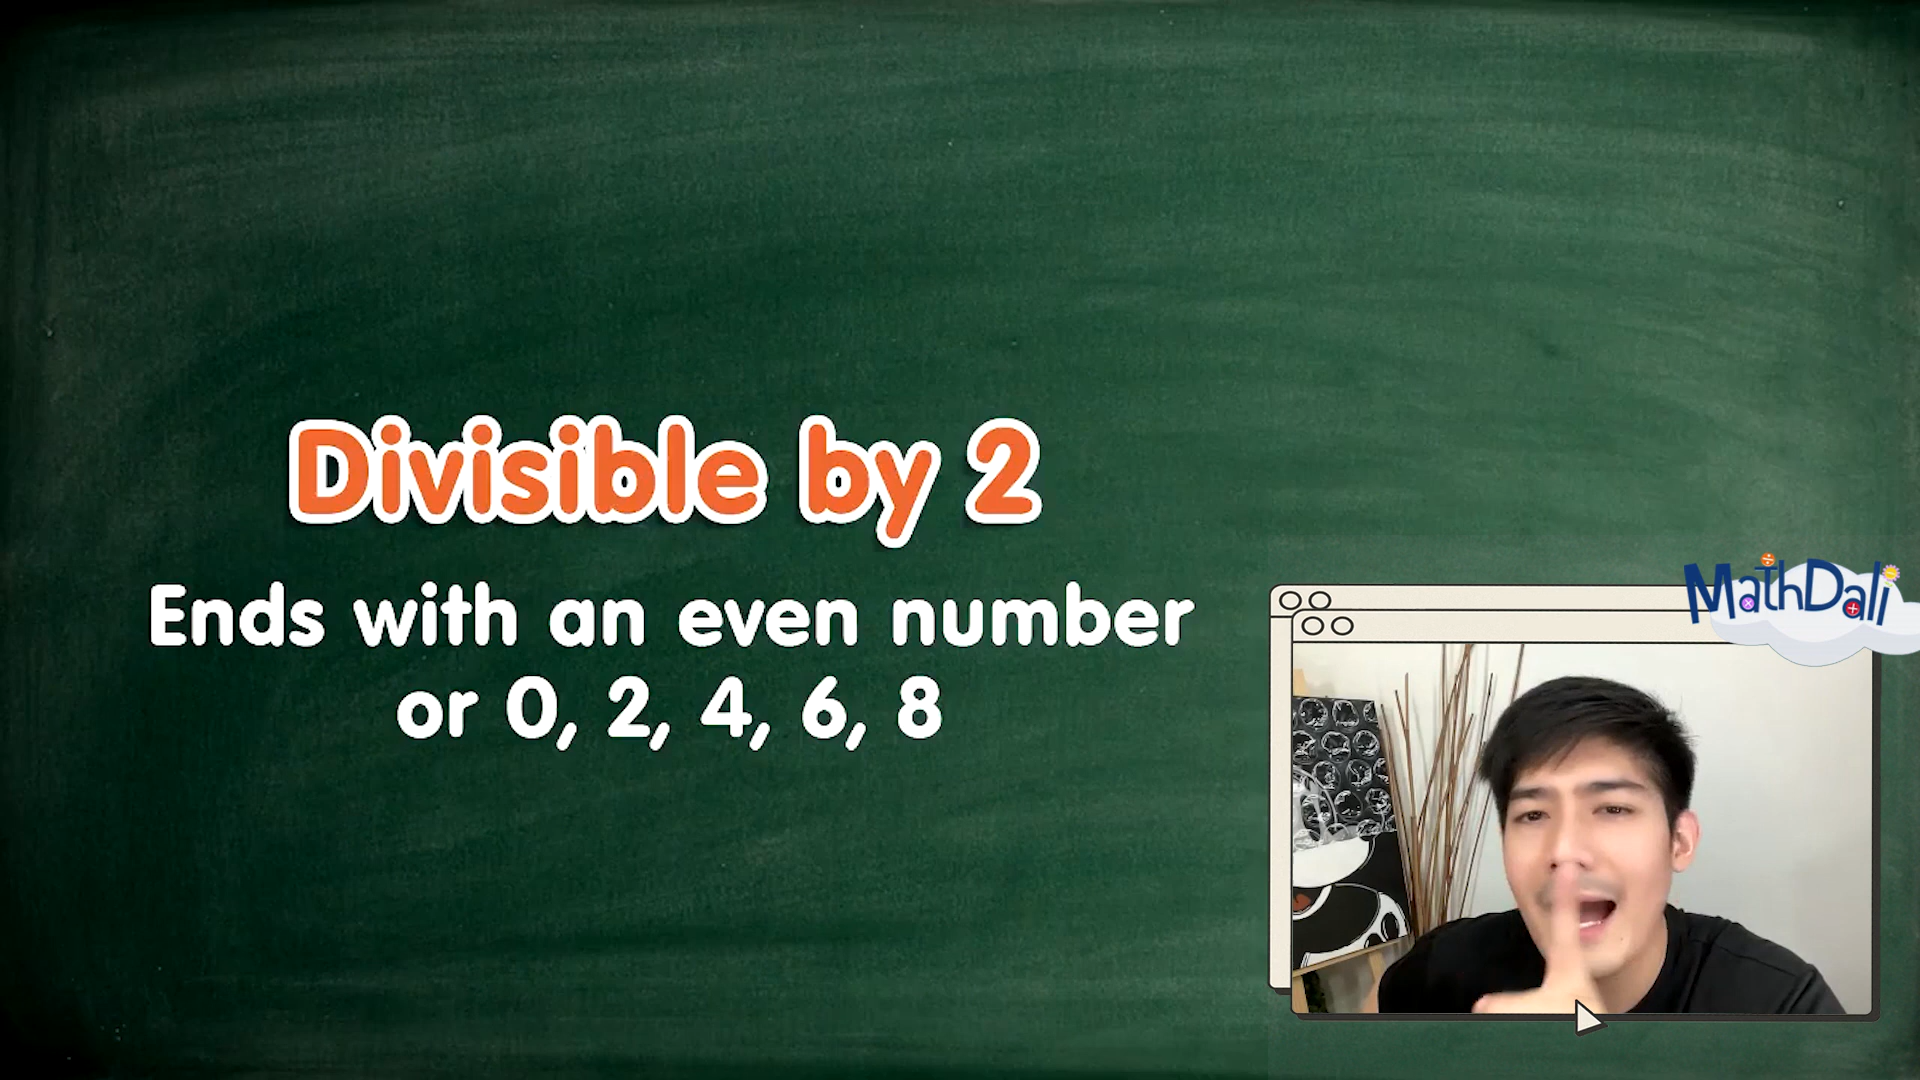 Divisible by 2
Ends with an even number
or 0, 2, 4, 6, 8
MathDali